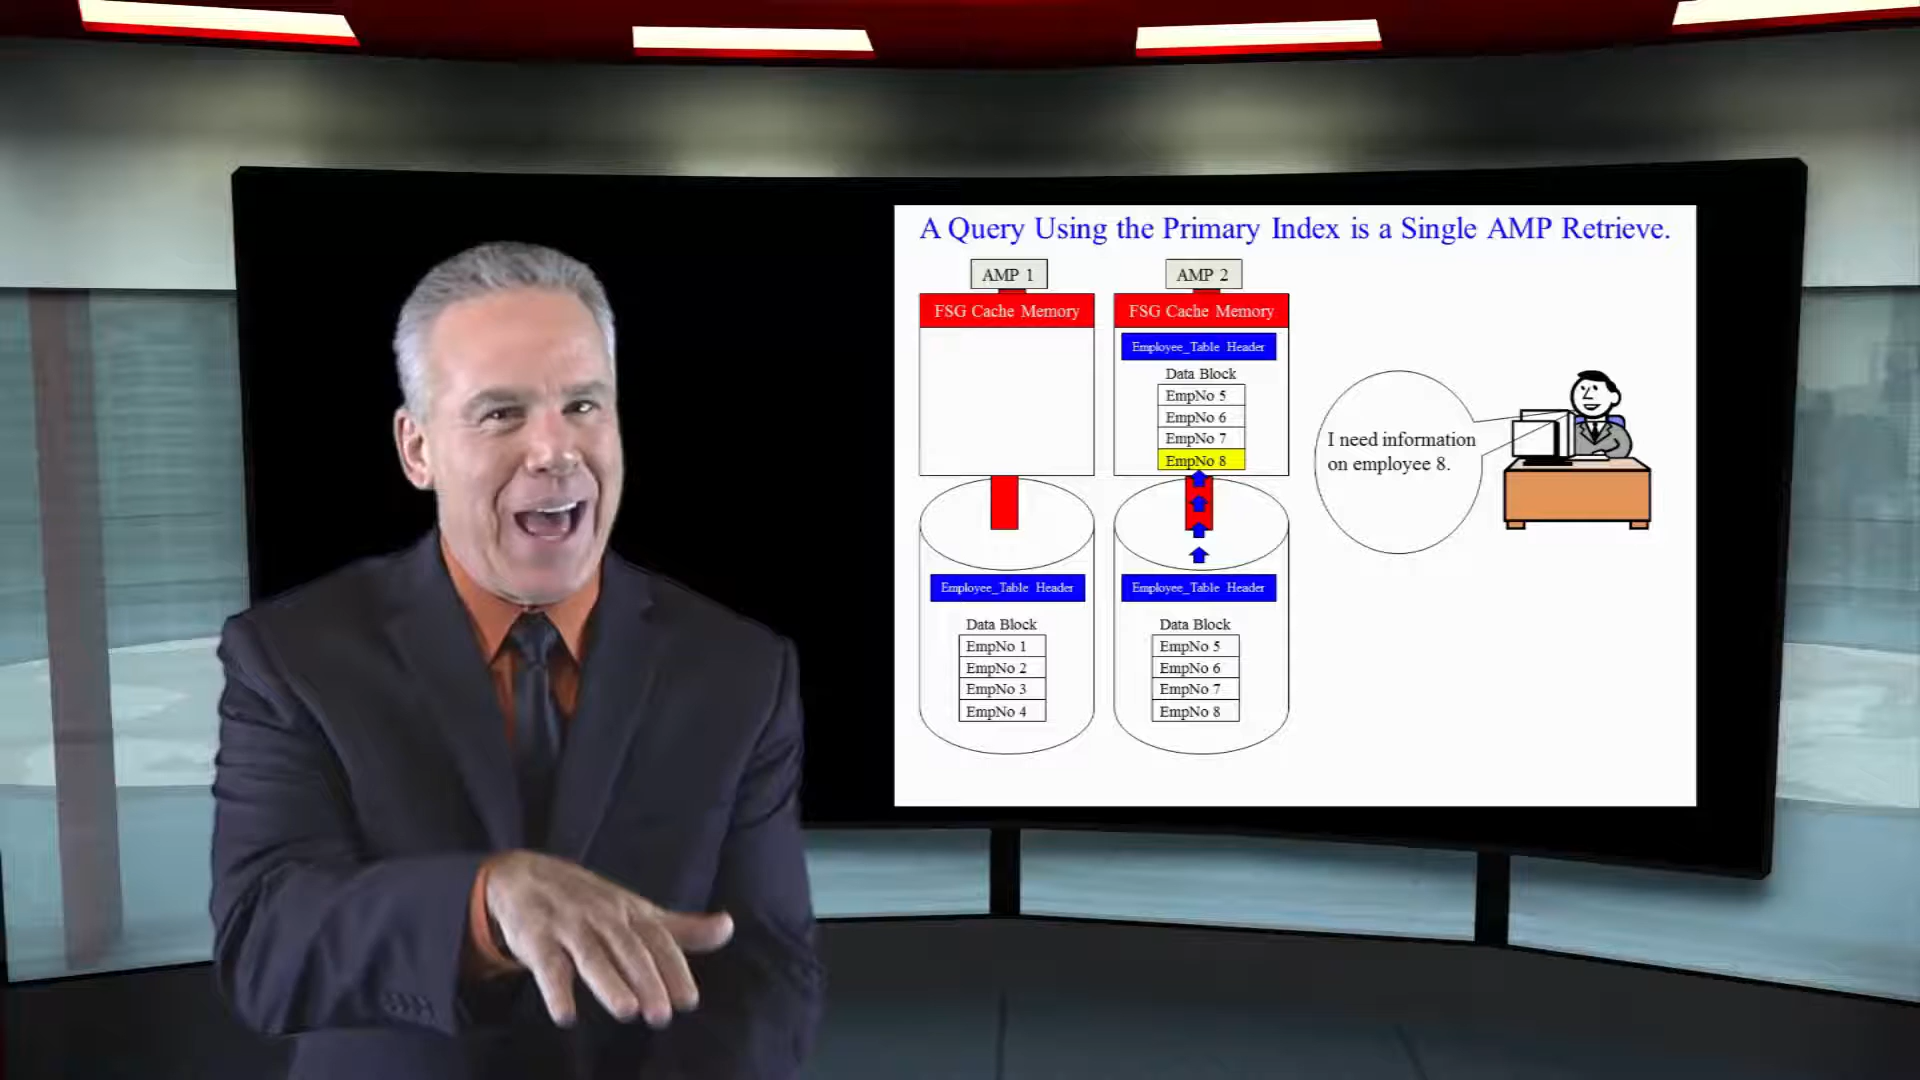 A Query Using the Primary Index is a Single AMP Retrieve.
AMP 1
FSG Cache Memory
Employee_Table Header
Data Block
EmpNo 1
EmpNo 2
EmpNo 3
EmpNo 4
AMP 2
FSG Cache Memory
Employee_Table Header
Data Block
EmpNo 5
EmpNo 6
EmpNo 7
EmpNo 8
Employee_Table Header
Data Block
EmpNo 5
EmpNo 6
EmpNo 7
EmpNo 8
I need information
on employee 8.